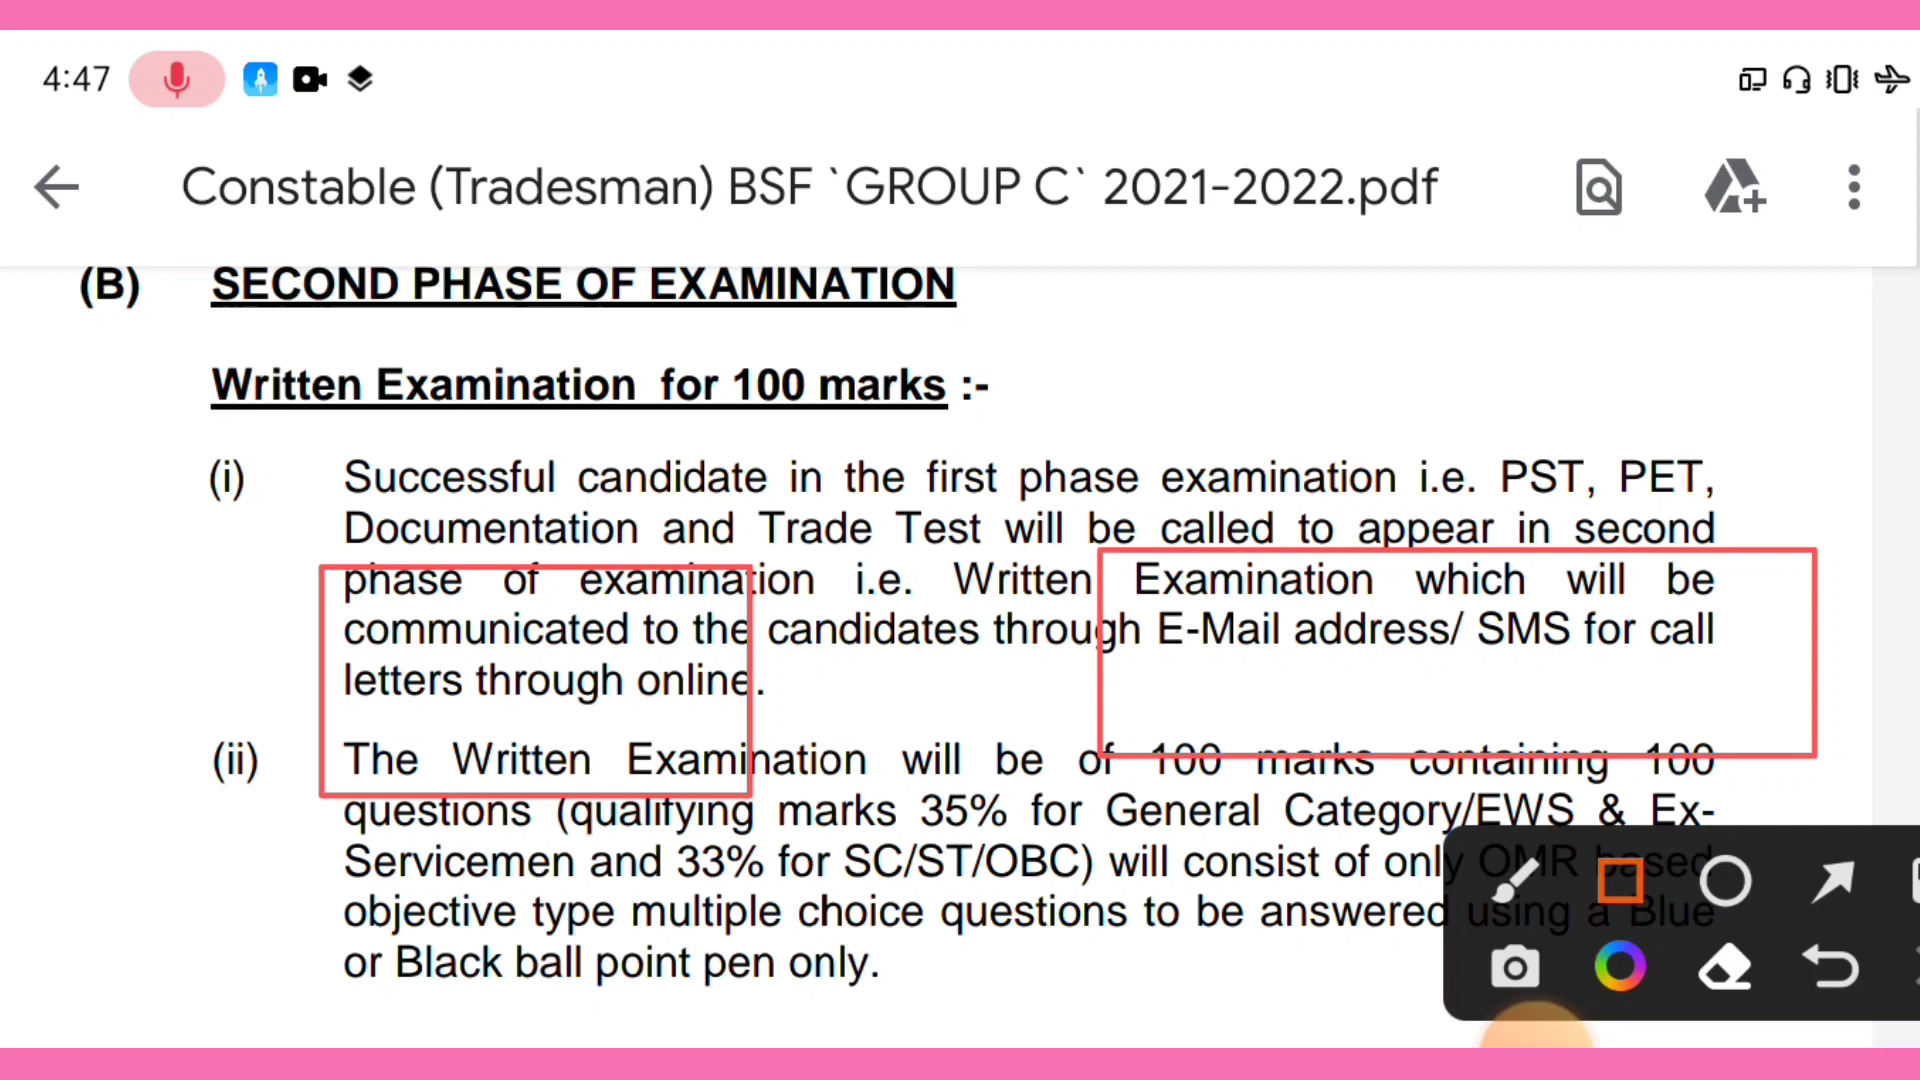 4:47
Constable (Tradesman) BSF `GROUP C` 2021-2022.pdf
(B) SECOND PHASE OF EXAMINATION
Written Examination for 100 marks :-
(i) Successful candidate in the first phase examination i.e. PST, PET,
Documentation and Trade Test will be called to appear in second
phase of examination i.e. Written Examination which will be
communicated to the candidates through E-Mail address/ SMS for call
letters through online.
(ii) The Written Examination will be of 100 marks containing 100
questions (qualifying marks 35% for General Category/EWS & Ex-
Servicemen and 33% for SC/ST/OBC) will consist of only OMR based
objective type multiple choice questions to be answered using a Blue
or Black ball point pen only.